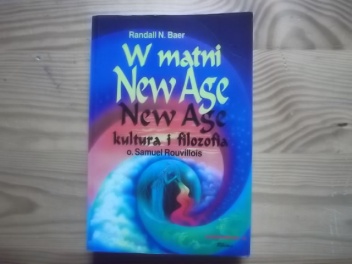 Randall N. Baer
W matni
New Age
New Age
kultura i filozofia
o. Samuel Rouvillois